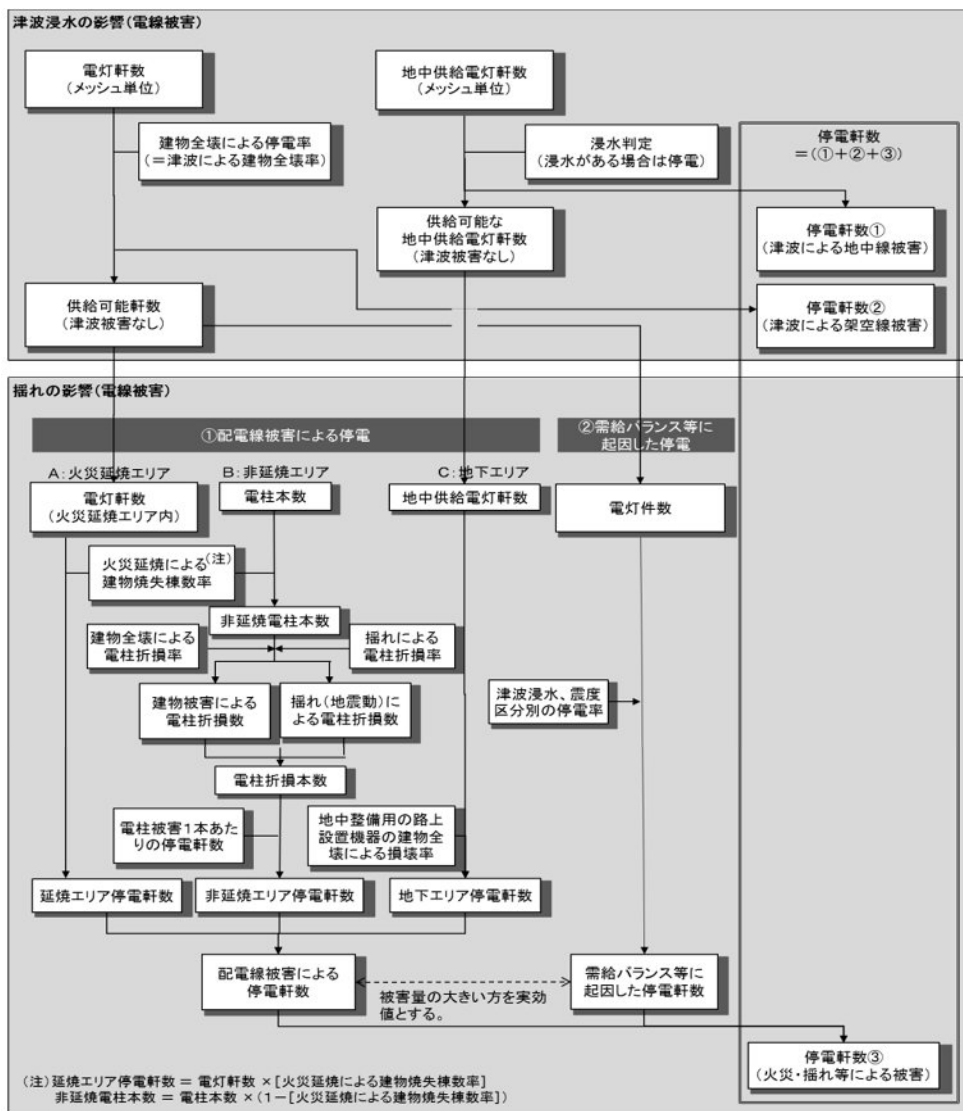 津波浸水の影響(電線被害)
電灯軒数
(メッシュ単位)
地中供給電灯軒数
(メッシュ単位)
建物全壊による停電率
(=津波による建物全壊率)
浸水判定
(浸水がある場合は停電)
停電軒数
=(①+②+③)
供給可能な
地中供給電灯軒数
(津波被害なし)
停電軒数①
(津波による地中線被害)
供給可能軒数
(津波被害なし)
停電軒数②
(津波による架空線被害)
揺れの影響(電線被害)
①配電線被害による停電
②需給バランス等に
起因した停電
A:火災延焼エリア
B:非延焼エリア
C:地下エリア
電灯軒数
(火災延焼エリア内)
電柱本数
地中供給電灯軒数
電灯件数
火災延焼による(注)
建物焼失棟数率
非延焼電柱本数
建物全壊による
電柱折損率
揺れによる
電柱折損率
建物被害による
電柱折損数
揺れ(地震動)に
よる電柱折損数
津波浸水、震度
区分別の停電率
電柱折損本数
電柱被害1本あた
りの停電軒数
地中整備用の路上
設置機器の建物全
壊による損壊率
延焼エリア停電軒数
非延焼エリア停電軒数
地下エリア停電軒数
配電線被害による
停電軒数
被害量の大きい方を実効
値とする。
需給バランス等に
起因した停電軒数
停電軒数③
(火災・揺れ等による被害)
(注)延焼エリア停電軒数 = 電灯軒数 ×[火災延焼による建物焼失棟数率]
非延焼電柱本数 = 電柱本数 ×(1-[火災延焼による建物焼失棟数率])